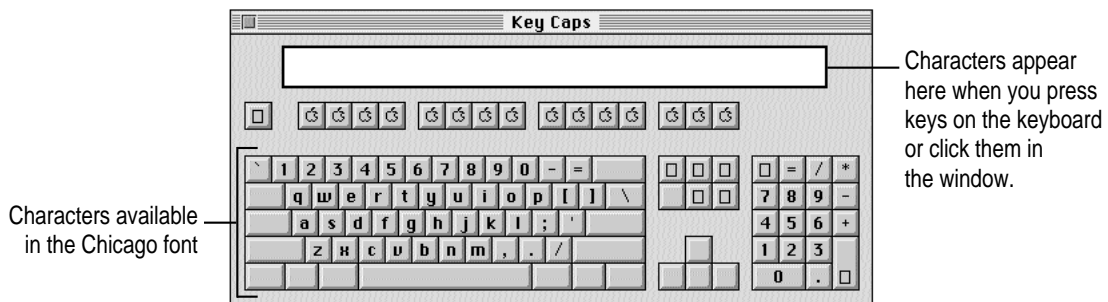 Key Caps
Characters appear
here when you press
keys on the keyboard
or click them in
the window.
Characters available
in the Chicago font
` 1 2 3 4 5 6 7 8 9 0 - =
q w e r t y u i o p [ ] \
a s d f g h j k l ; '
z x c v b n m , . /
= / *
7 8 9 -
4 5 6 +
1 2 3
0 .